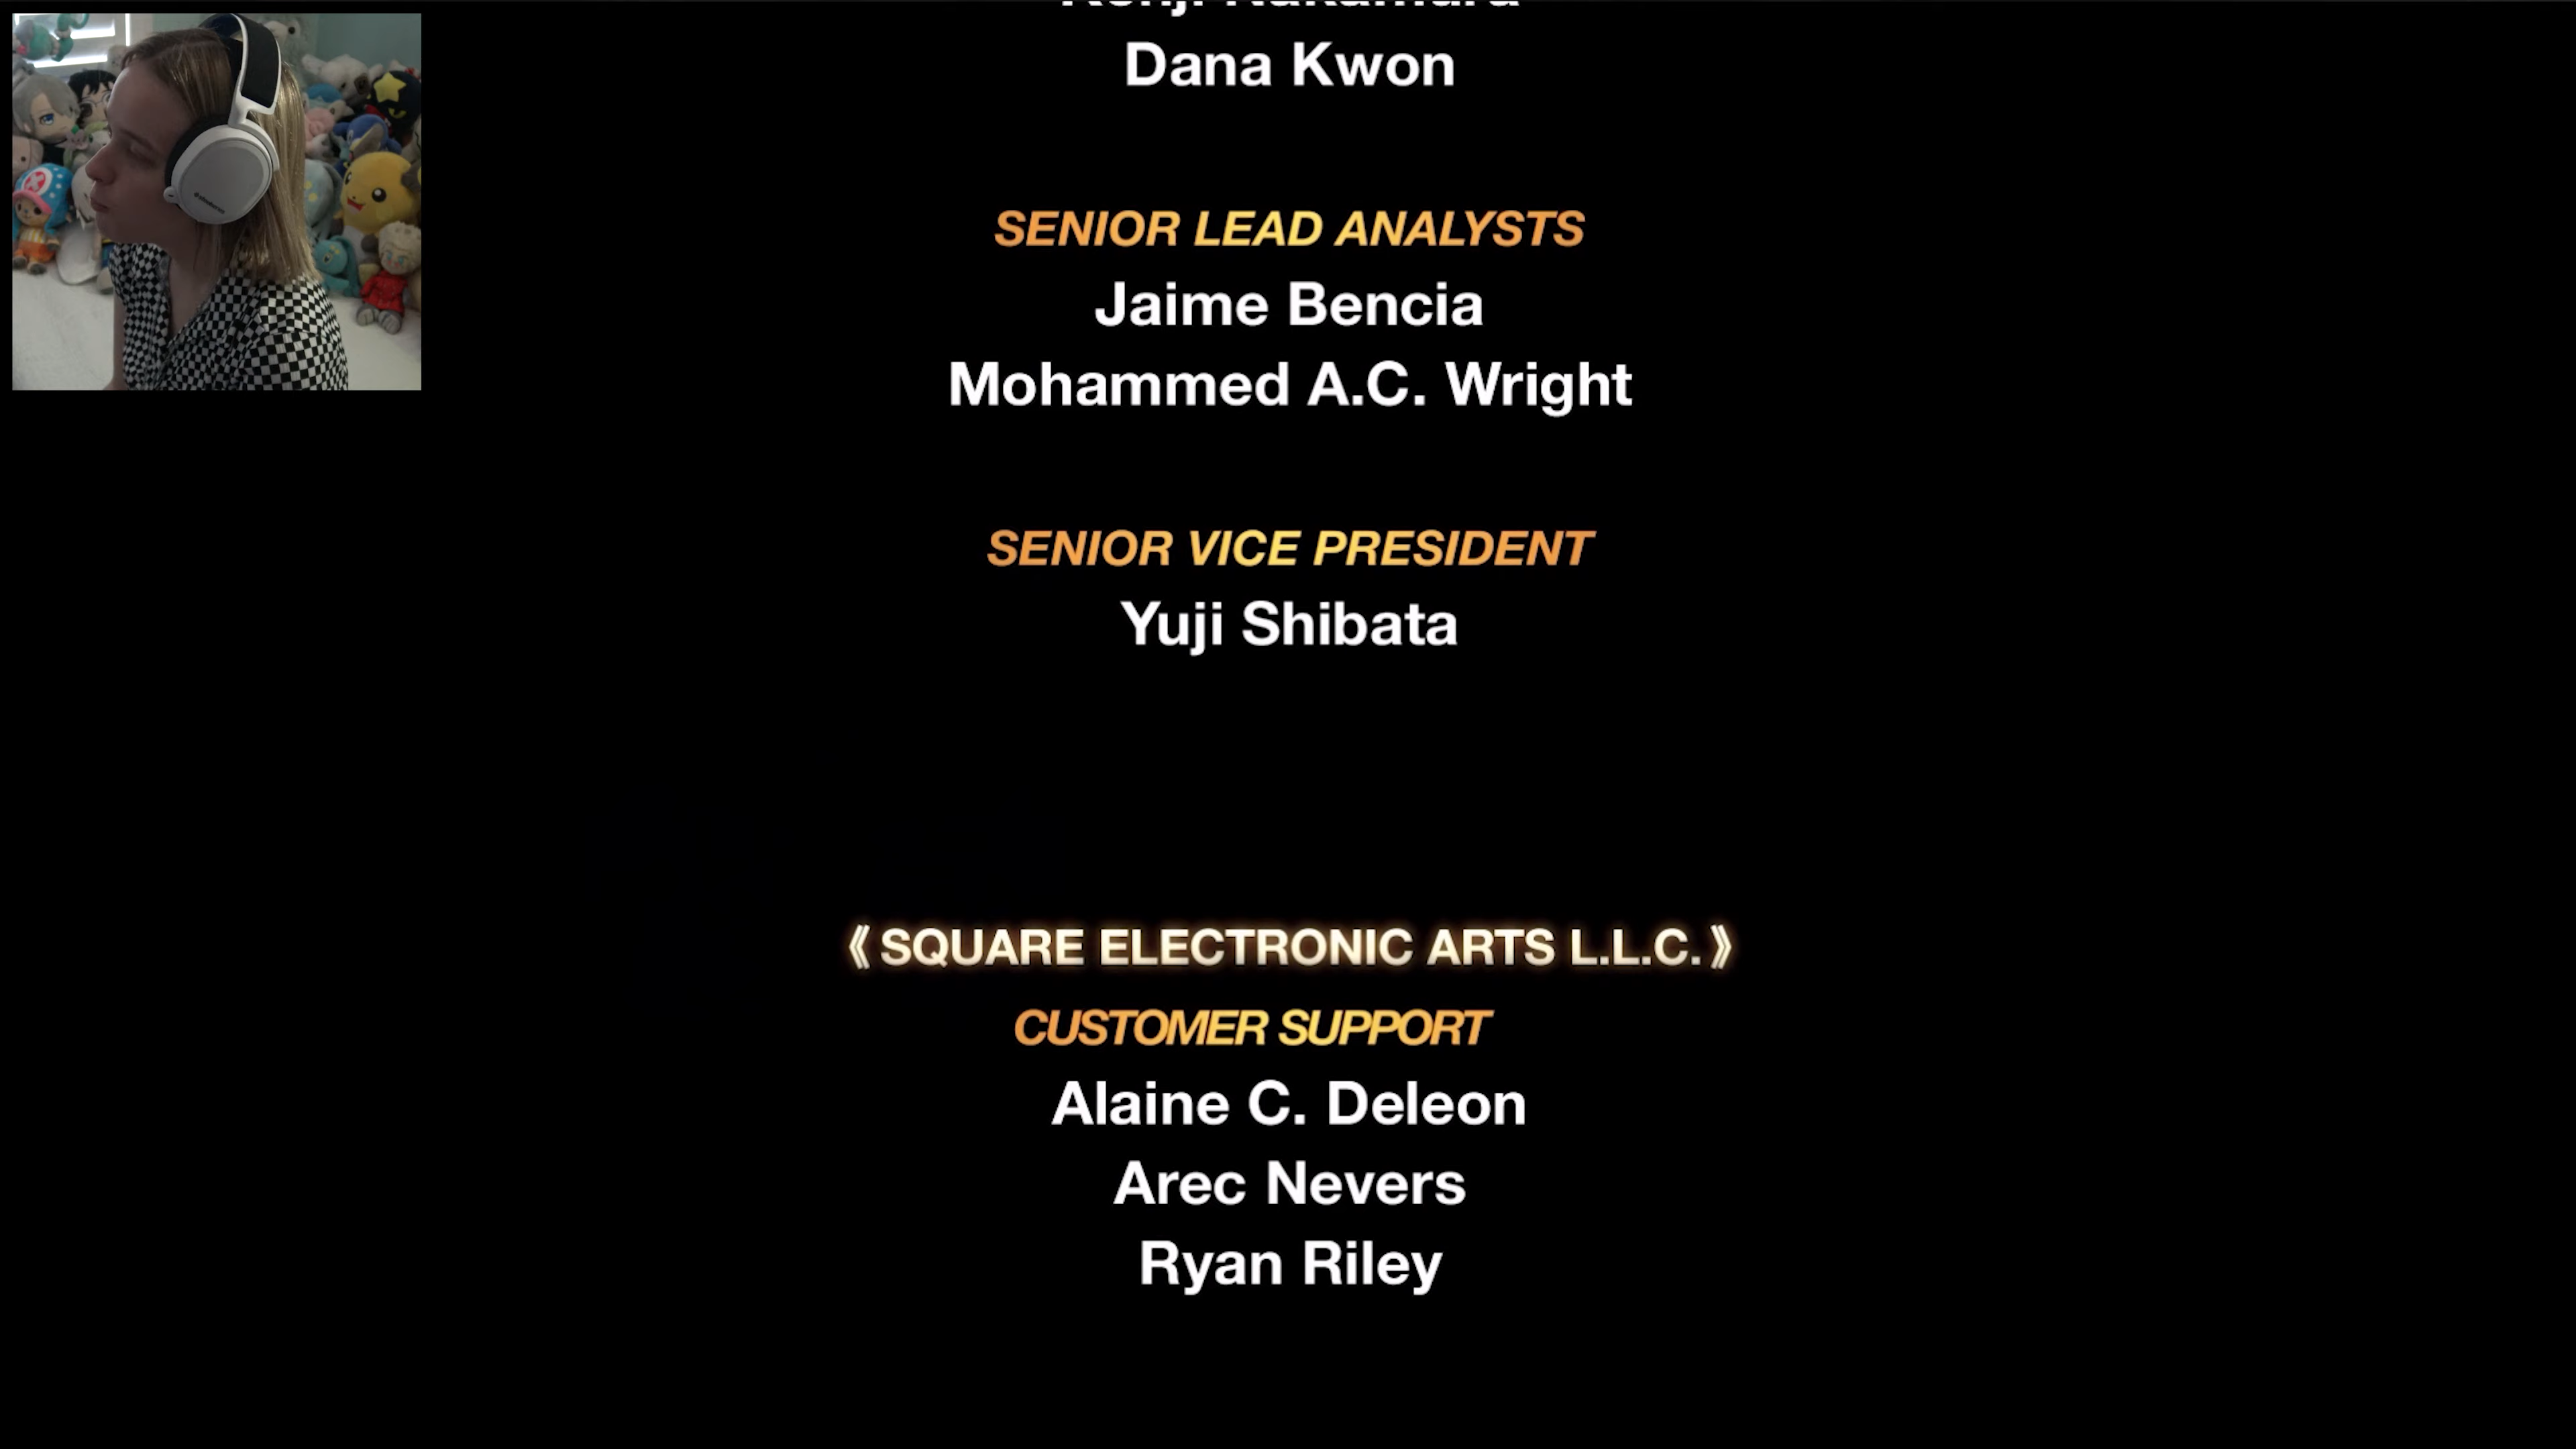 Dana Kwon
SENIOR LEAD ANALYSTS
Jaime Bencia
Mohammed A.C. Wright
SENIOR VICE PRESIDENT
Yuji Shibata
《 SQUARE ELECTRONIC ARTS L.L.C. 》
CUSTOMER SUPPORT
Alaine C. Deleon
Arec Nevers
Ryan Riley